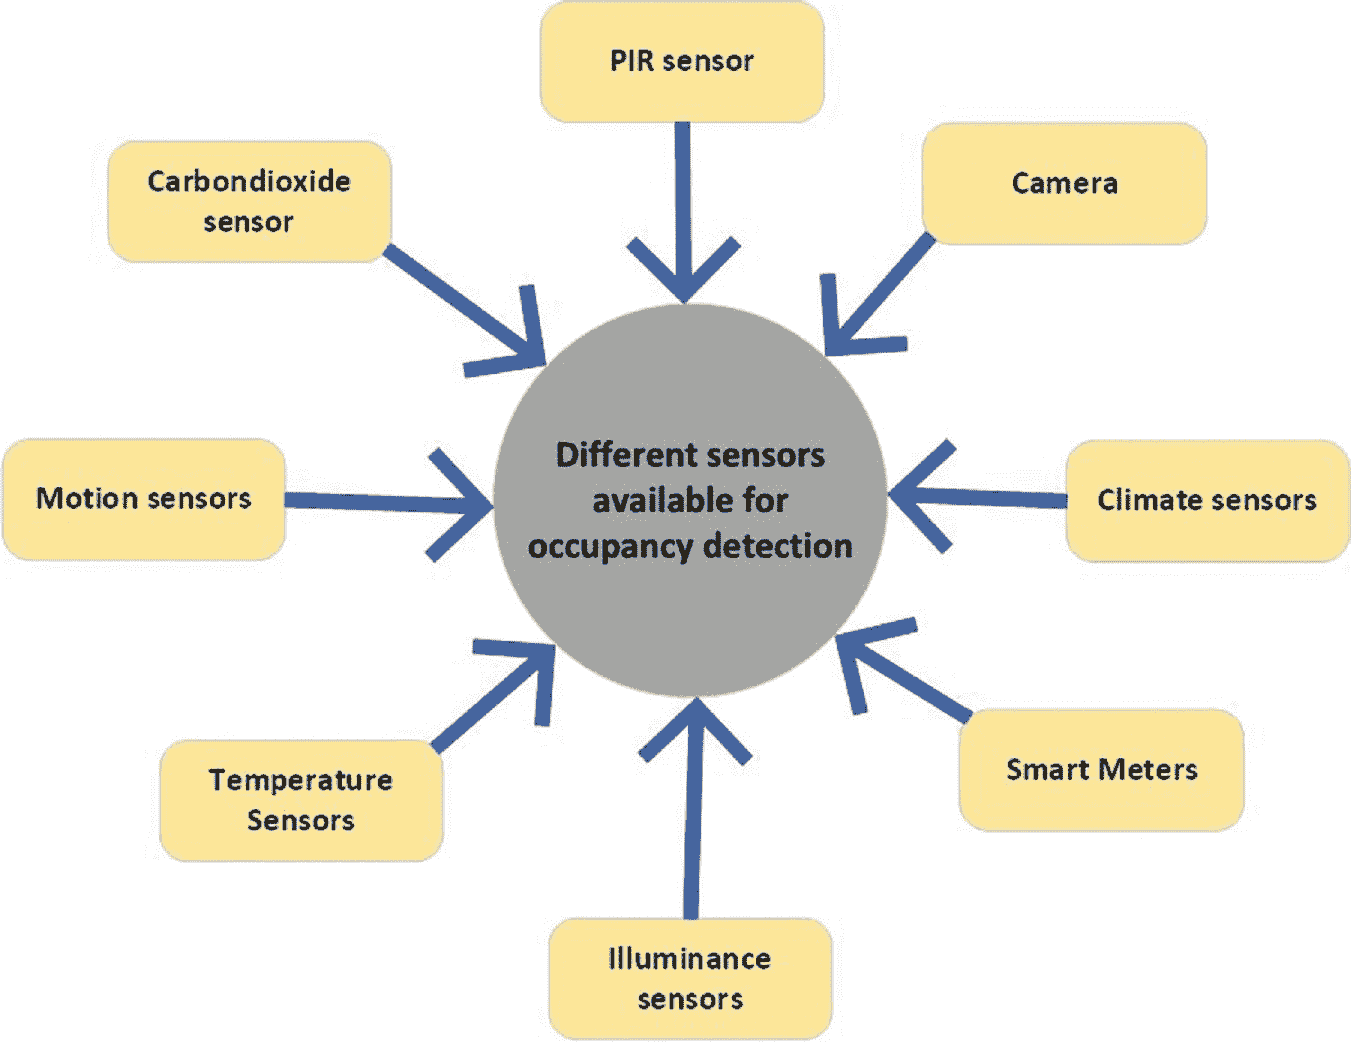 PIR sensor
Carbondioxide
sensor
Camera
Different sensors
available for
occupancy detection
Motion sensors
Climate sensors
Temperature
Sensors
Smart Meters
Illuminance
sensors